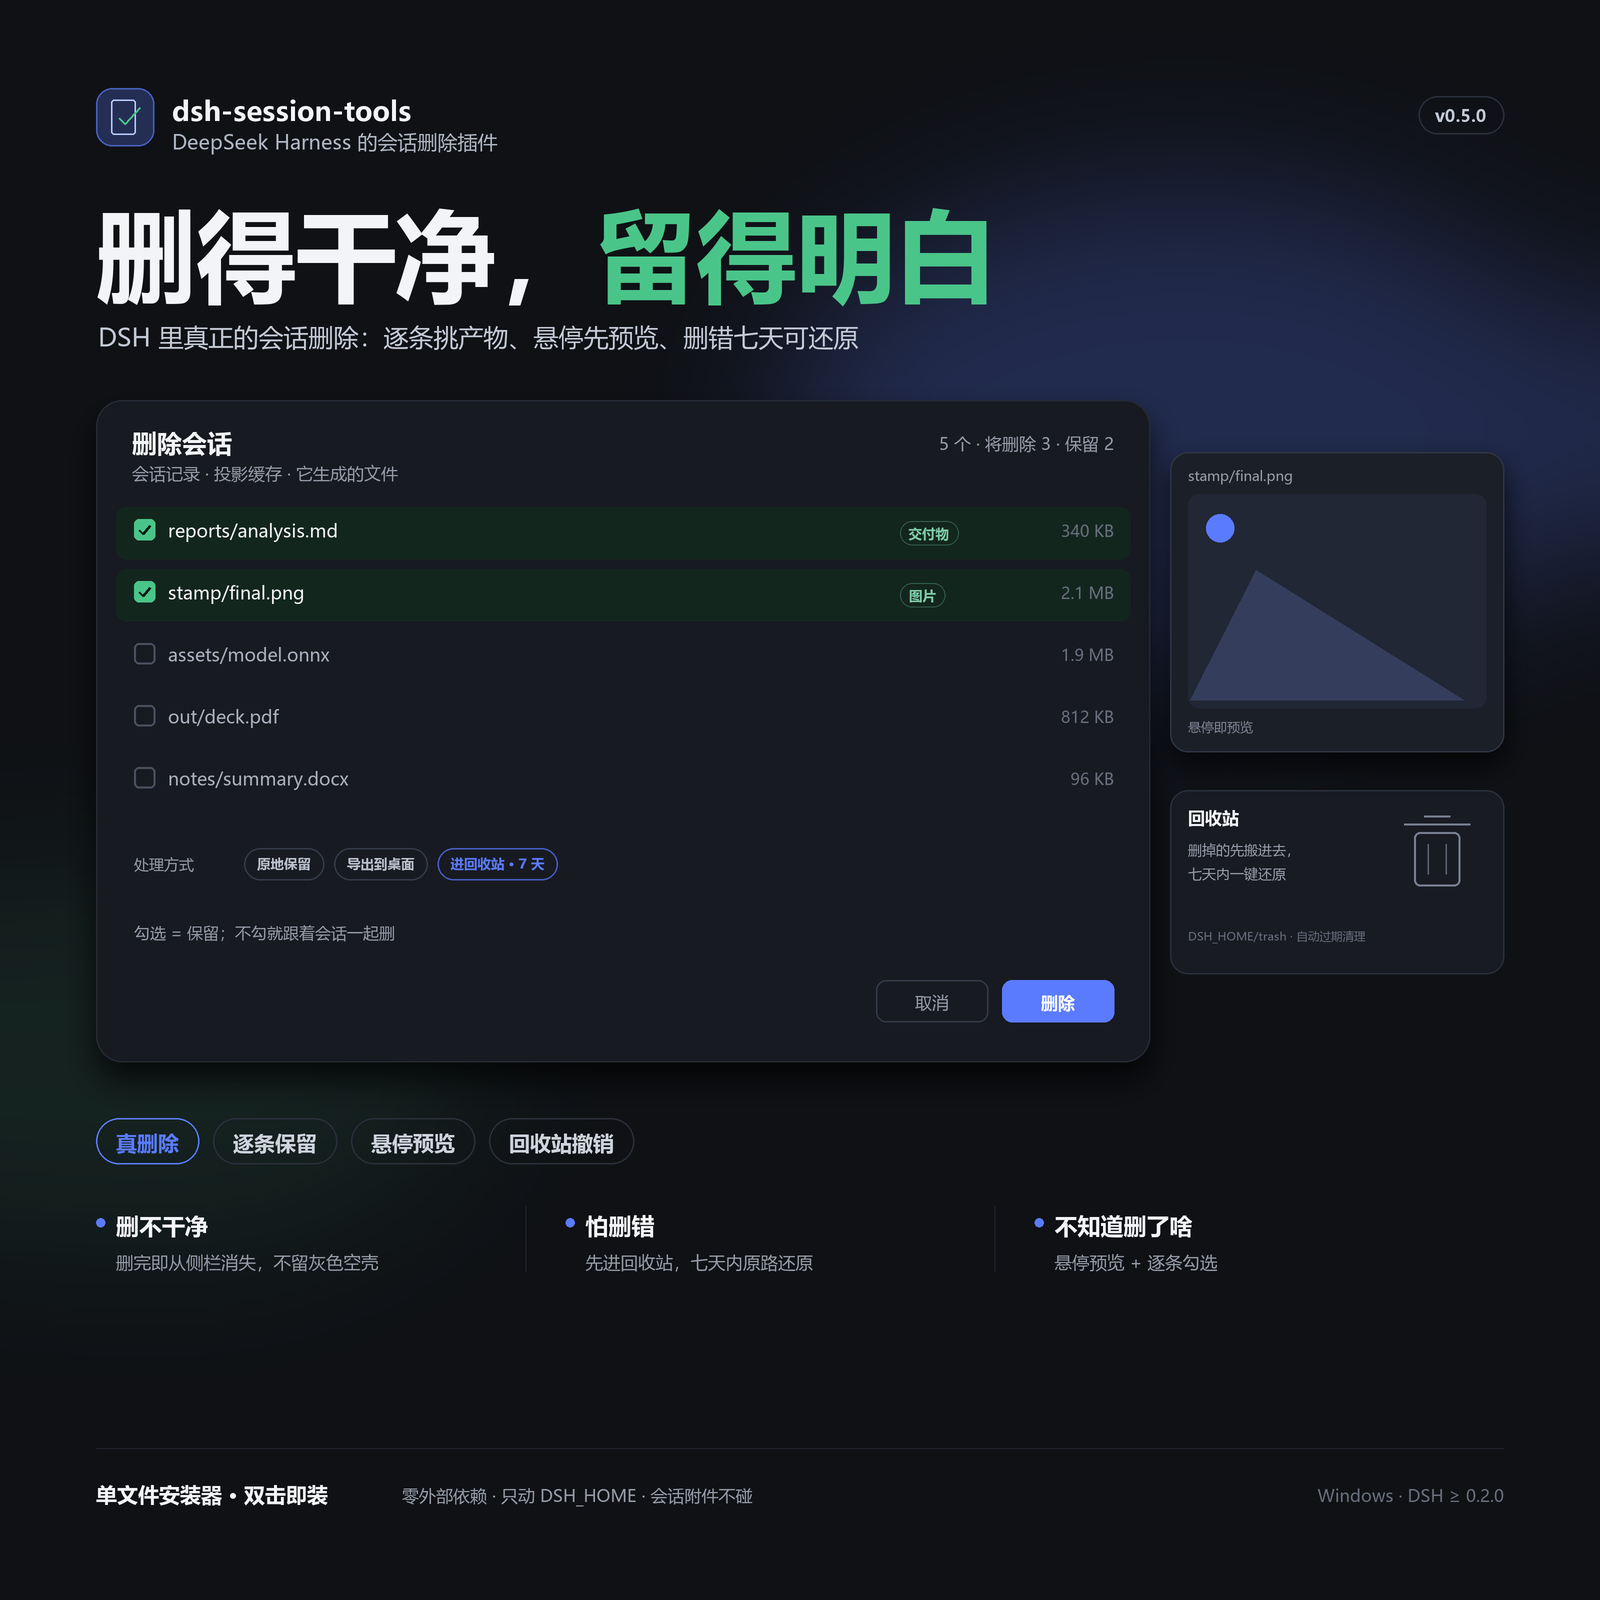 dsh-session-tools
DeepSeek Harness 的会话删除插件
v0.5.0
删得干净，留得明白
DSH 里真正的会话删除：逐条挑产物、悬停先预览、删错七天可还原
删除会话
5 个 · 将删除 3 · 保留 2
会话记录 · 投影缓存 · 它生成的文件
reports/analysis.md 交付物 340 KB
stamp/final.png 图片 2.1 MB
assets/model.onnx 1.9 MB
out/deck.pdf 812 KB
notes/summary.docx 96 KB
处理方式 原地保留 导出到桌面 进回收站 • 7 天
勾选 = 保留；不勾就跟着会话一起删
取消 删除
stamp/final.png
悬停即预览
回收站
删掉的先搬进去，
七天内一键还原
DSH_HOME/trash · 自动过期清理
真删除 逐条保留 悬停预览 回收站撤销
删不干净
删完即从侧栏消失，不留灰色空壳
怕删错
先进回收站，七天内原路还原
不知道删了啥
悬停预览 + 逐条勾选
单文件安装器 • 双击即装
零外部依赖 · 只动 DSH_HOME · 会话附件不碰
Windows · DSH ≥ 0.2.0